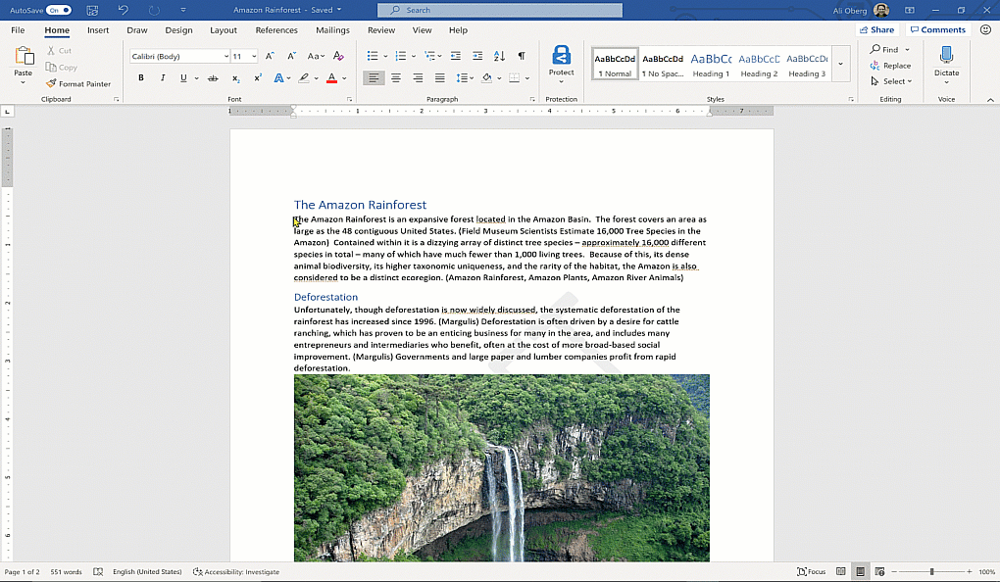 AutoSave On
Amazon Rainforest - Saved
Search
Ali Oberg
File Home Insert Draw Design Layout References Mailings Review View Help
Share Comments
Paste
Cut
Copy
Format Painter
Clipboard
Calibri (Body) 11
Font
Paragraph
Protect
Protection
AaBbCcDd 1 Normal
AaBbCcDd 1 No Spac...
AaBbCc Heading 1
AaBbCcD Heading 2
AaBbCcDc Heading 3
Styles
Find
Replace
Select
Editing
Dictate
Voice
1 1 2 3 4 5 6 7
The Amazon Rainforest
The Amazon Rainforest is an expansive forest located in the Amazon Basin. The forest covers an area as
large as the 48 contiguous United States. (Field Museum Scientists Estimate 16,000 Tree Species in the
Amazon) Contained within it is a dizzying array of distinct tree species – approximately 16,000 different
species in total – many of which have much fewer than 1,000 living trees. Because of this, its dense
animal biodiversity, its higher taxonomic uniqueness, and the rarity of the habitat, the Amazon is also
considered to be a distinct ecoregion. (Amazon Rainforest, Amazon Plants, Amazon River Animals)
Deforestation
Unfortunately, though deforestation is now widely discussed, the systematic deforestation of the
rainforest has increased since 1996. (Margulis) Deforestation is often driven by a desire for cattle
ranching, which has proven to be an enticing business for many in the area, and includes many
entrepreneurs and intermediaries who benefit, often at the cost of more broad-based social
improvement. (Margulis) Governments and large paper and lumber companies profit from rapid
deforestation.
Page 1 of 2 551 words English (United States) Accessibility: Investigate
Focus 100%